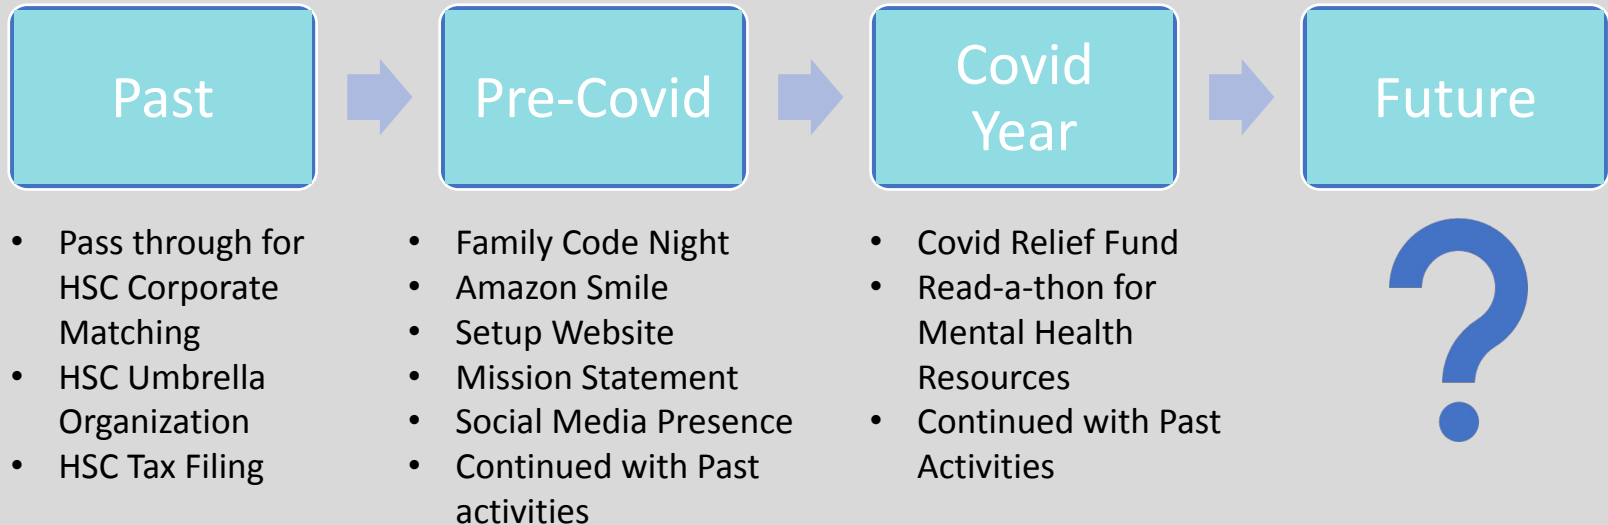 Past
Pre-Covid
Covid
Year
Future
• Pass through for
HSC Corporate
Matching
• HSC Umbrella
Organization
• HSC Tax Filing
• Family Code Night
• Amazon Smile
• Setup Website
• Mission Statement
• Social Media Presence
• Continued with Past
activities
• Covid Relief Fund
• Read-a-thon for
Mental Health
Resources
• Continued with Past
Activities
?